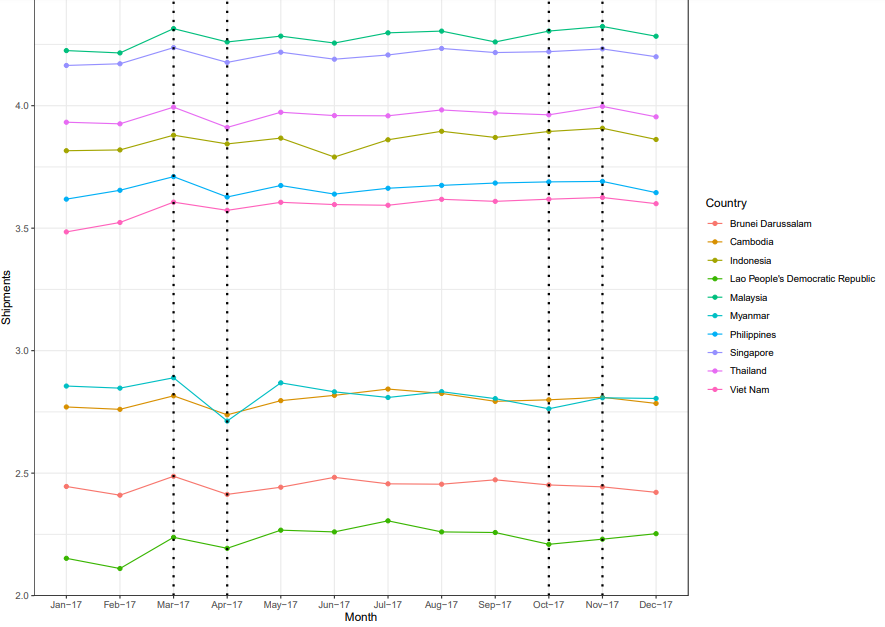 4.0
3.5
3.0
2.5
2.0
Shipments
Jan−17 Feb−17 Mar−17 Apr−17 May−17 Jun−17 Jul−17 Aug−17 Sep−17 Oct−17 Nov−17 Dec−17
Month
Country
Brunei Darussalam
Cambodia
Indonesia
Lao People's Democratic Republic
Malaysia
Myanmar
Philippines
Singapore
Thailand
Viet Nam